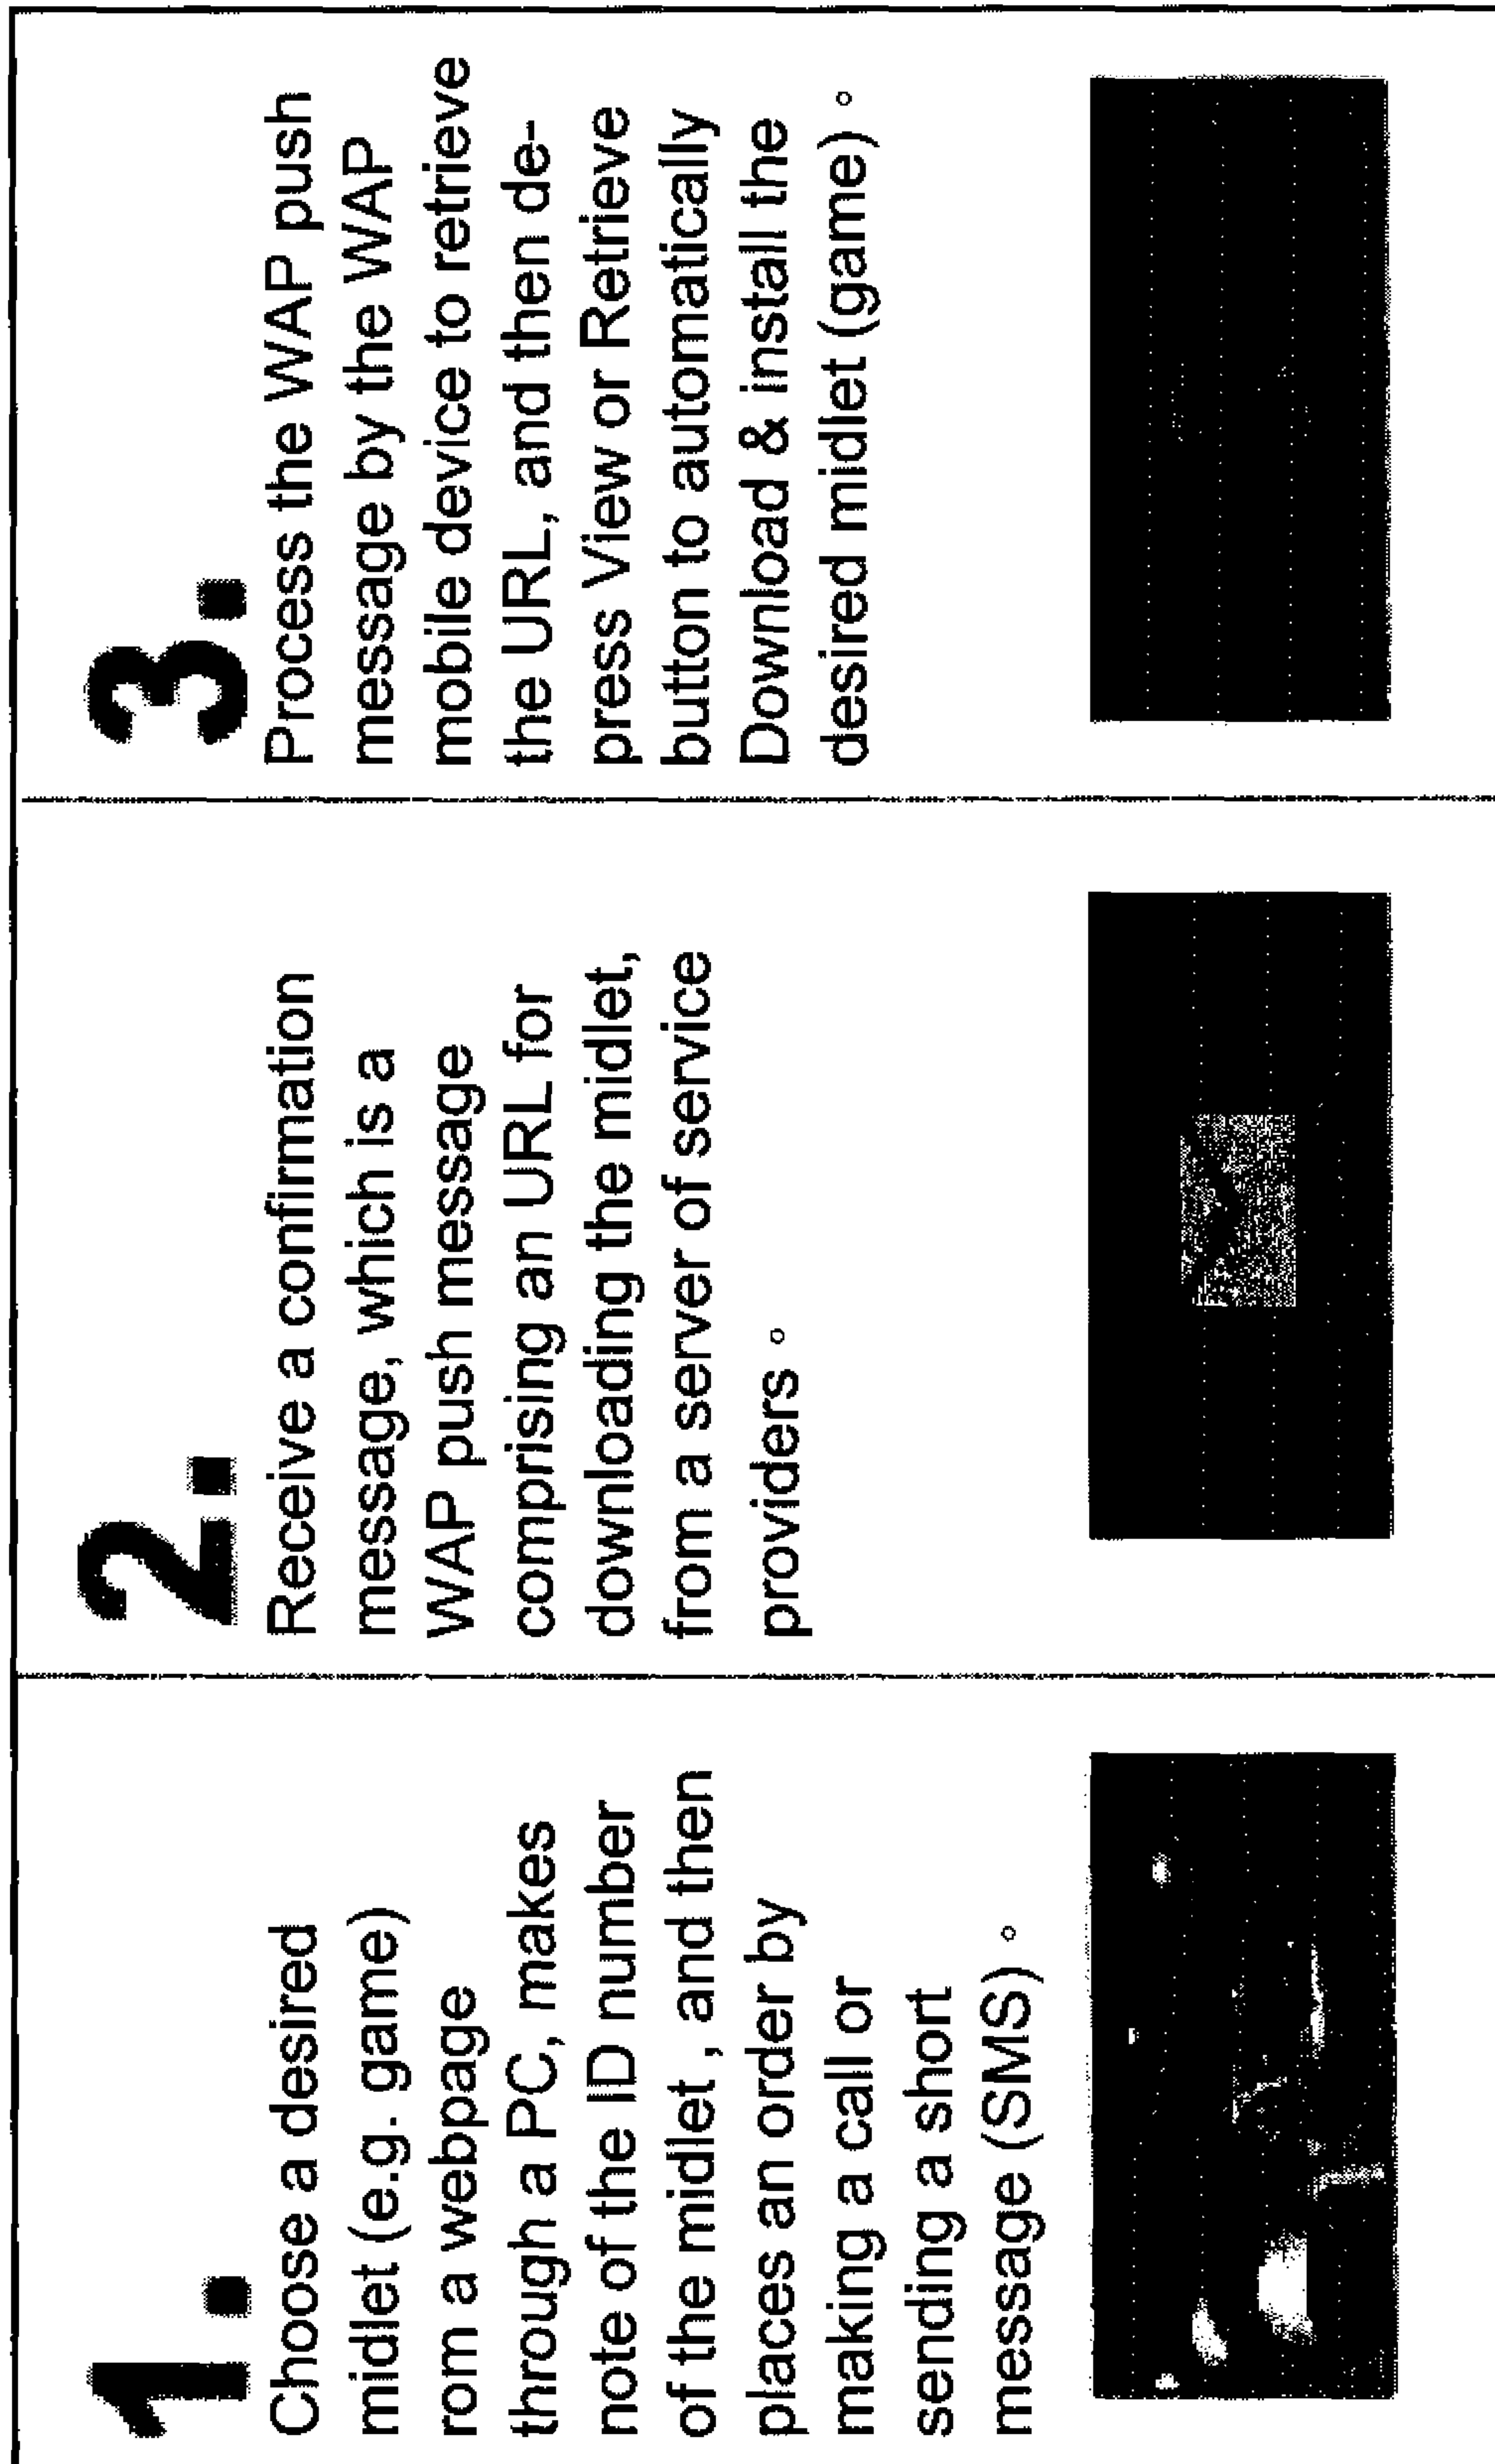 1.
Choose a desired
midlet (e.g. game)
rom a webpage
through a PC, makes
note of the ID number
of the midlet , and then
places an order by
making a call or
sending a short
message (SMS) 。
2.
Receive a confirmation
message, which is a
WAP push message
comprising an URL for
downloading the midlet,
from a server of service
providers 。
3.
Process the WAP push
message by the WAP
mobile device to retrieve
the URL, and then de-
press View or Retrieve
button to automatically
Download & install the
desired midlet (game) 。